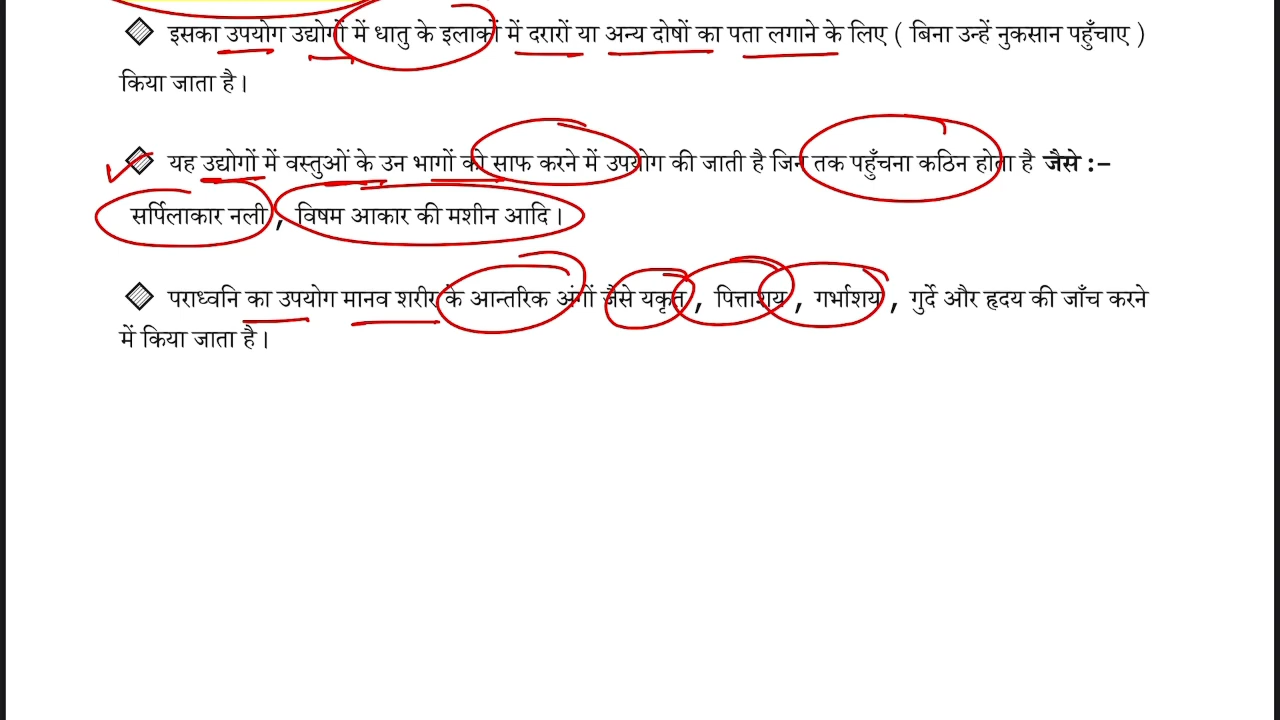 इसका उपयोग उद्योगों में धातु के इलाकों में दरारों या अन्य दोषों का पता लगाने के लिए ( बिना उन्हें नुकसान पहुँचाए )
किया जाता है।
यह उद्योगों में वस्तुओं के उन भागों को साफ करने में उपयोग की जाती है जिन तक पहुँचना कठिन होता है जैसे :–
सर्पिलाकार नली , विषम आकार की मशीन आदि।
पराध्वनि का उपयोग मानव शरीर के आन्तरिक अंगों जैसे यकृत , पित्ताशय , गर्भाशय , गुर्दे और हृदय की जाँच करने
में किया जाता है।